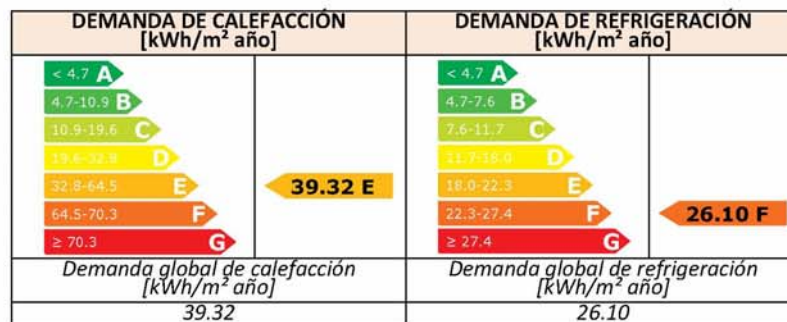 DEMANDA DE CALEFACCIÓN
[kWh/m² año]
DEMANDA DE REFRIGERACIÓN
[kWh/m² año]
< 4.7 A
4.7-10.9 B
10.9-19.6 C
19.6-32.8 D
32.8-64.5 E
64.5-70.3 F
≥ 70.3 G
39.32 E
< 4.7 A
4.7-7.6 B
7.6-11.7 C
11.7-18.0 D
18.0-22.3 E
22.3-27.4 F
≥ 27.4 G
26.10 F
Demanda global de calefacción
[kWh/m² año]
Demanda global de refrigeración
[kWh/m² año]
39.32
26.10